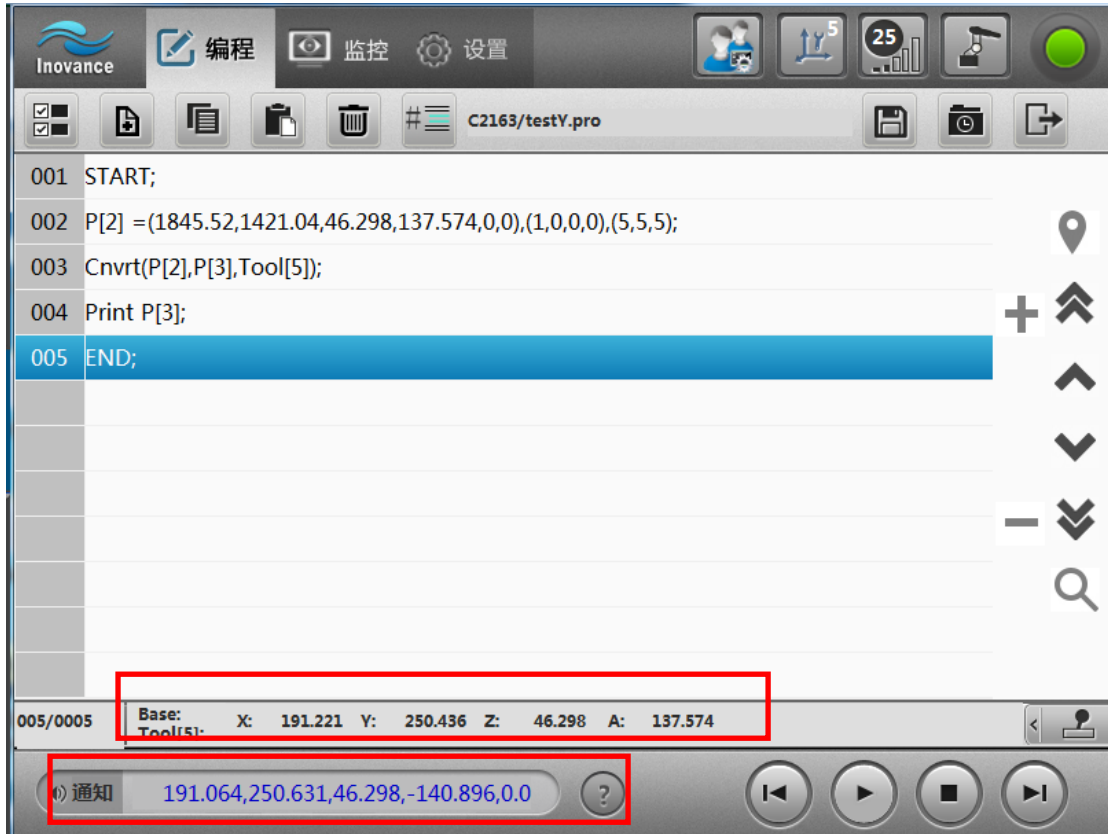 Inovance 编程 监控 设置 5 25
# C2163/testY.pro
001 START;
002 P[2] =(1845.52,1421.04,46.298,137.574,0,0),(1,0,0,0),(5,5,5);
003 Cnvrt(P[2],P[3],Tool[5]);
004 Print P[3];
005 END;
005/0005 Base: X: 191.221 Y: 250.436 Z: 46.298 A: 137.574
Tool[5]:
通知 191.064,250.631,46.298,-140.896,0.0 ?